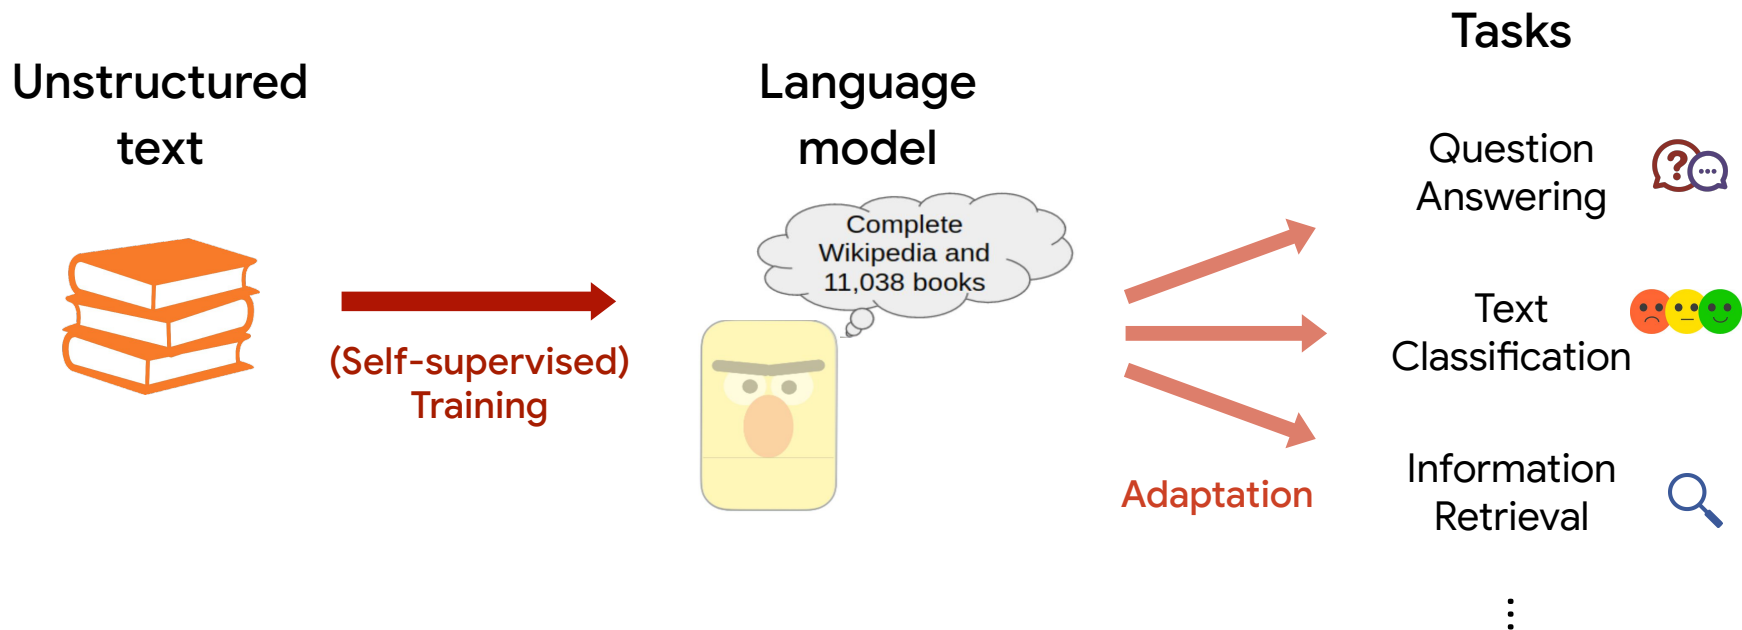 Unstructured
text
(Self-supervised)
Training
Language
model
Complete
Wikipedia and
11,038 books
Adaptation
Tasks
Question
Answering
?
Text
Classification
Information
Retrieval
⋮